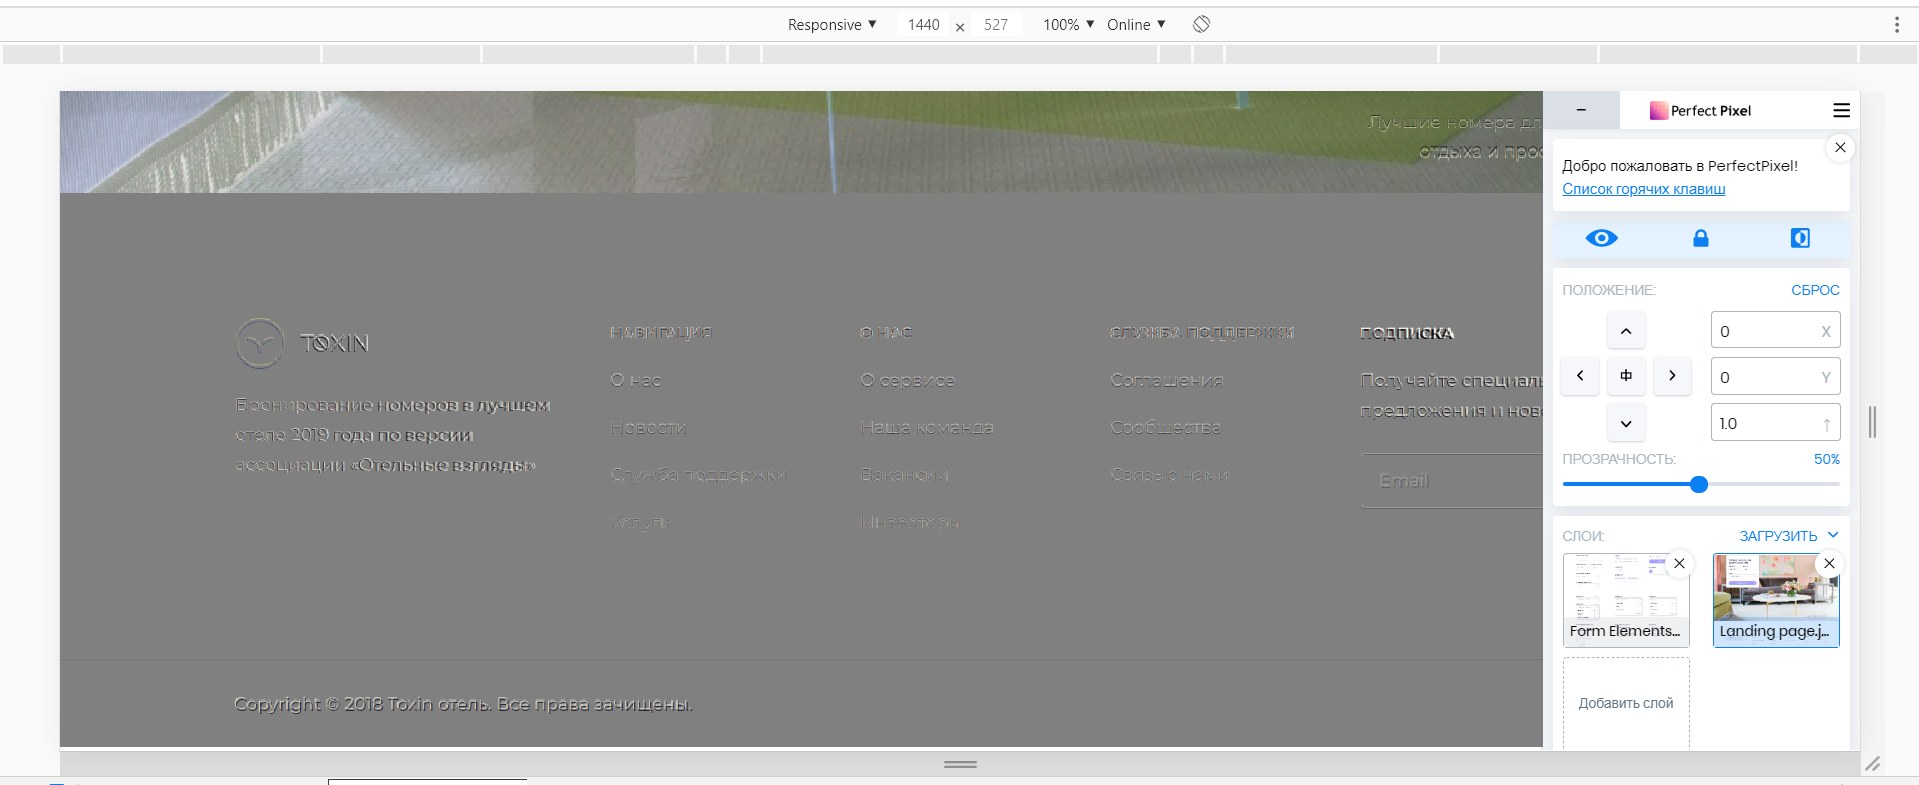 Responsive ▼ 1440 × 527 100% ▼ Online ▼
Perfect Pixel
Добро пожаловать в PerfectPixel!
Список горячих клавиш
ПОЛОЖЕНИЕ: СБРОС
0 X
0 Y
1.0 ↑
ПРОЗРАЧНОСТЬ: 50%
СЛОИ: ЗАГРУЗИТЬ
Form Elements...
Landing page.j...
Добавить слой
Лучшие номера дл
отдыха и прос
TOXIN
Бронирование номеров в лучшем
отеле 2019 года по версии
ассоциации «Отельные взгляды»
НАВИГАЦИЯ
О нас
Новости
Служба поддержки
Услуги
О НАС
О сервисе
Наша команда
Вакансии
Инвесторы
СЛУЖБА ПОДДЕРЖКИ
Соглашения
Сообщества
Связь с нами
ПОДПИСКА
Получайте специаль
предложения и ново
Email
Copyright © 2018 Toxin отель. Все права зачищены.